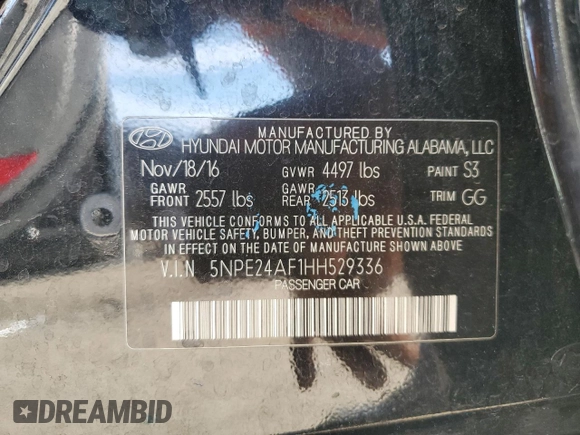 MANUFACTURED BY
HYUNDAI MOTOR MANUFACTURING ALABAMA, LLC
Nov/18/16 GVWR 4497 lbs PAINT S3
GAWR FRONT 2557 lbs GAWR REAR 2513 lbs TRIM GG
THIS VEHICLE CONFORMS TO ALL APPLICABLE U.S.A. FEDERAL
MOTOR VEHICLE SAFETY, BUMPER, AND THEFT PREVENTION STANDARDS
IN EFFECT ON THE DATE OF MANUFACTURE SHOWN ABOVE.
V.I.N 5NPE24AF1HH529336
PASSENGER CAR
DREAMBID